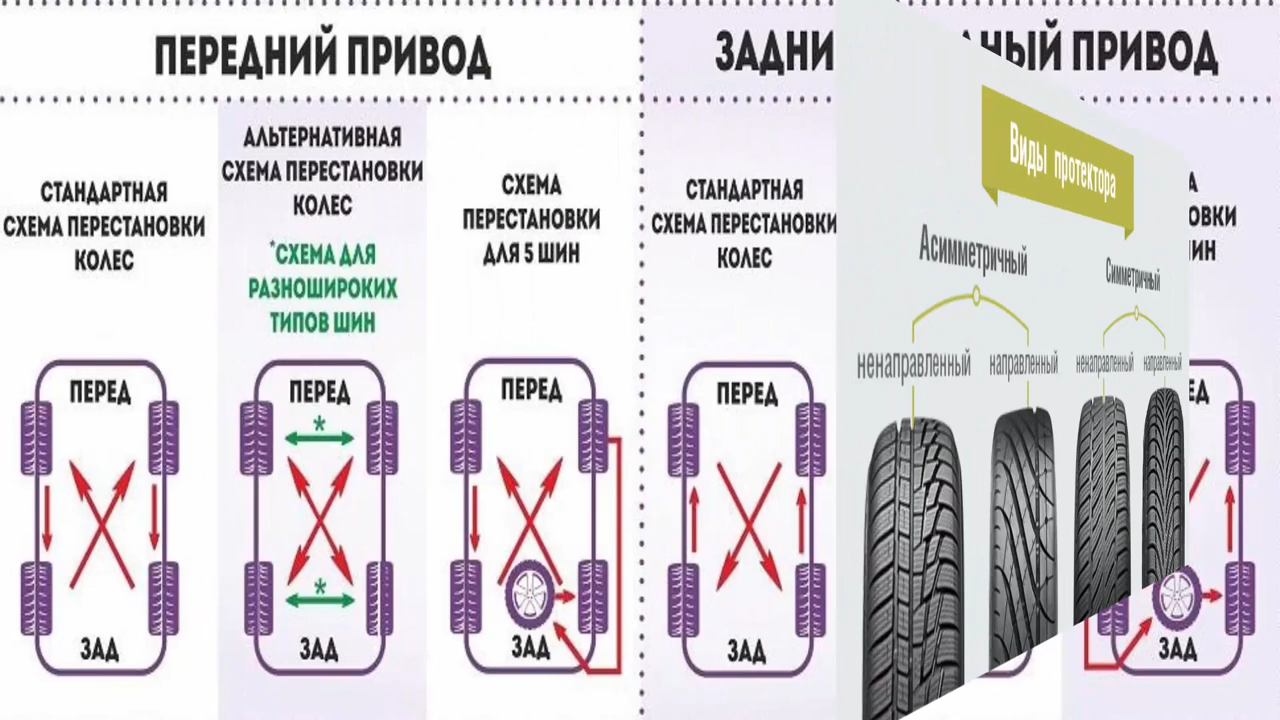 ПЕРЕДНИЙ ПРИВОД
СТАНДАРТНАЯ
СХЕМА ПЕРЕСТАНОВКИ
КОЛЕС
АЛЬТЕРНАТИВНАЯ
СХЕМА ПЕРЕСТАНОВКИ
КОЛЕС
*СХЕМА ДЛЯ
РАЗНОШИРОКИХ
ТИПОВ ШИН
СХЕМА
ПЕРЕСТАНОВКИ
ДЛЯ 5 ШИН
ПЕРЕД
*
*
ЗАД
ПЕРЕД
ЗАД
ПЕРЕД
ЗАД
ПРИВОД
СТАНДАРТНАЯ
СХЕМА ПЕРЕСТАНОВКИ
КОЛЕС
ПЕРЕД
ЗАД
Виды протектора
Асимметричный
Симметричный
ненаправленный
направленный
ненаправленный
направленный
ЗАД